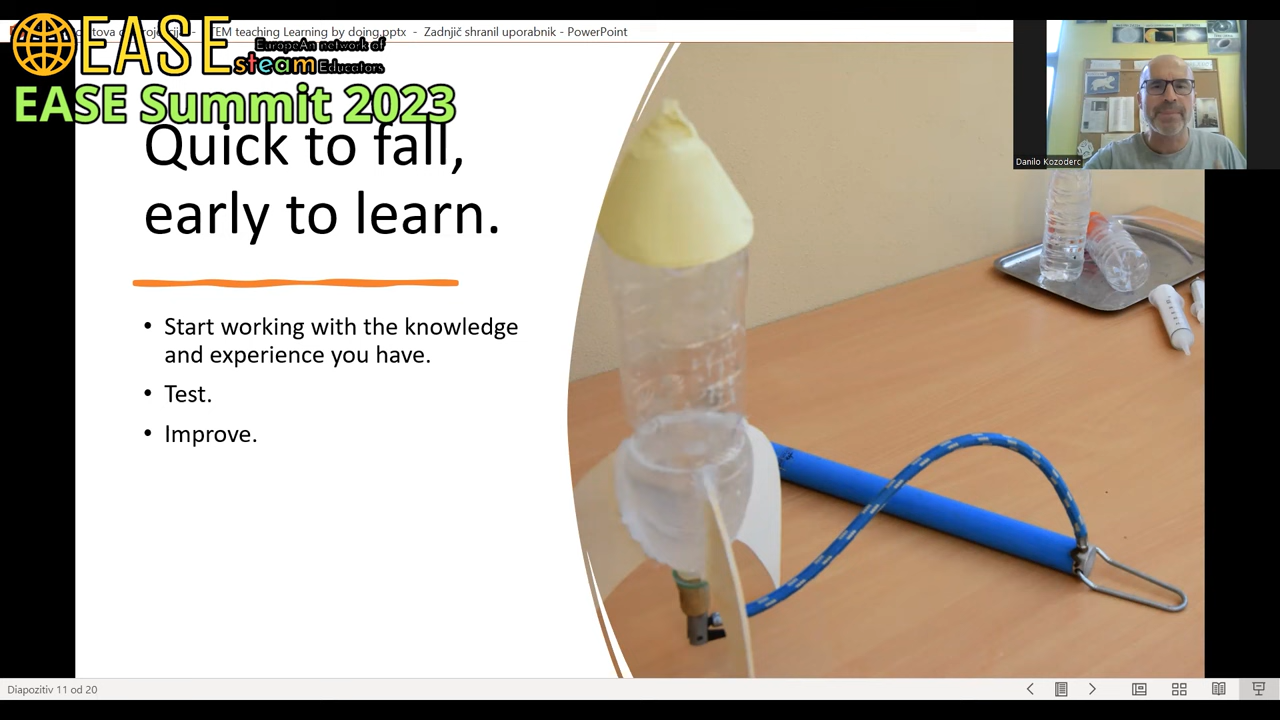 EASE
EuropeAn network of
steam Educators
EASE Summit 2023
TEM teaching Learning by doing.pptx - Zadnjič shranil uporabnik - PowerPoint
Danilo Kozoderc
Quick to fall,
early to learn.
• Start working with the knowledge
and experience you have.
• Test.
• Improve.
Diapozitiv 11 od 20